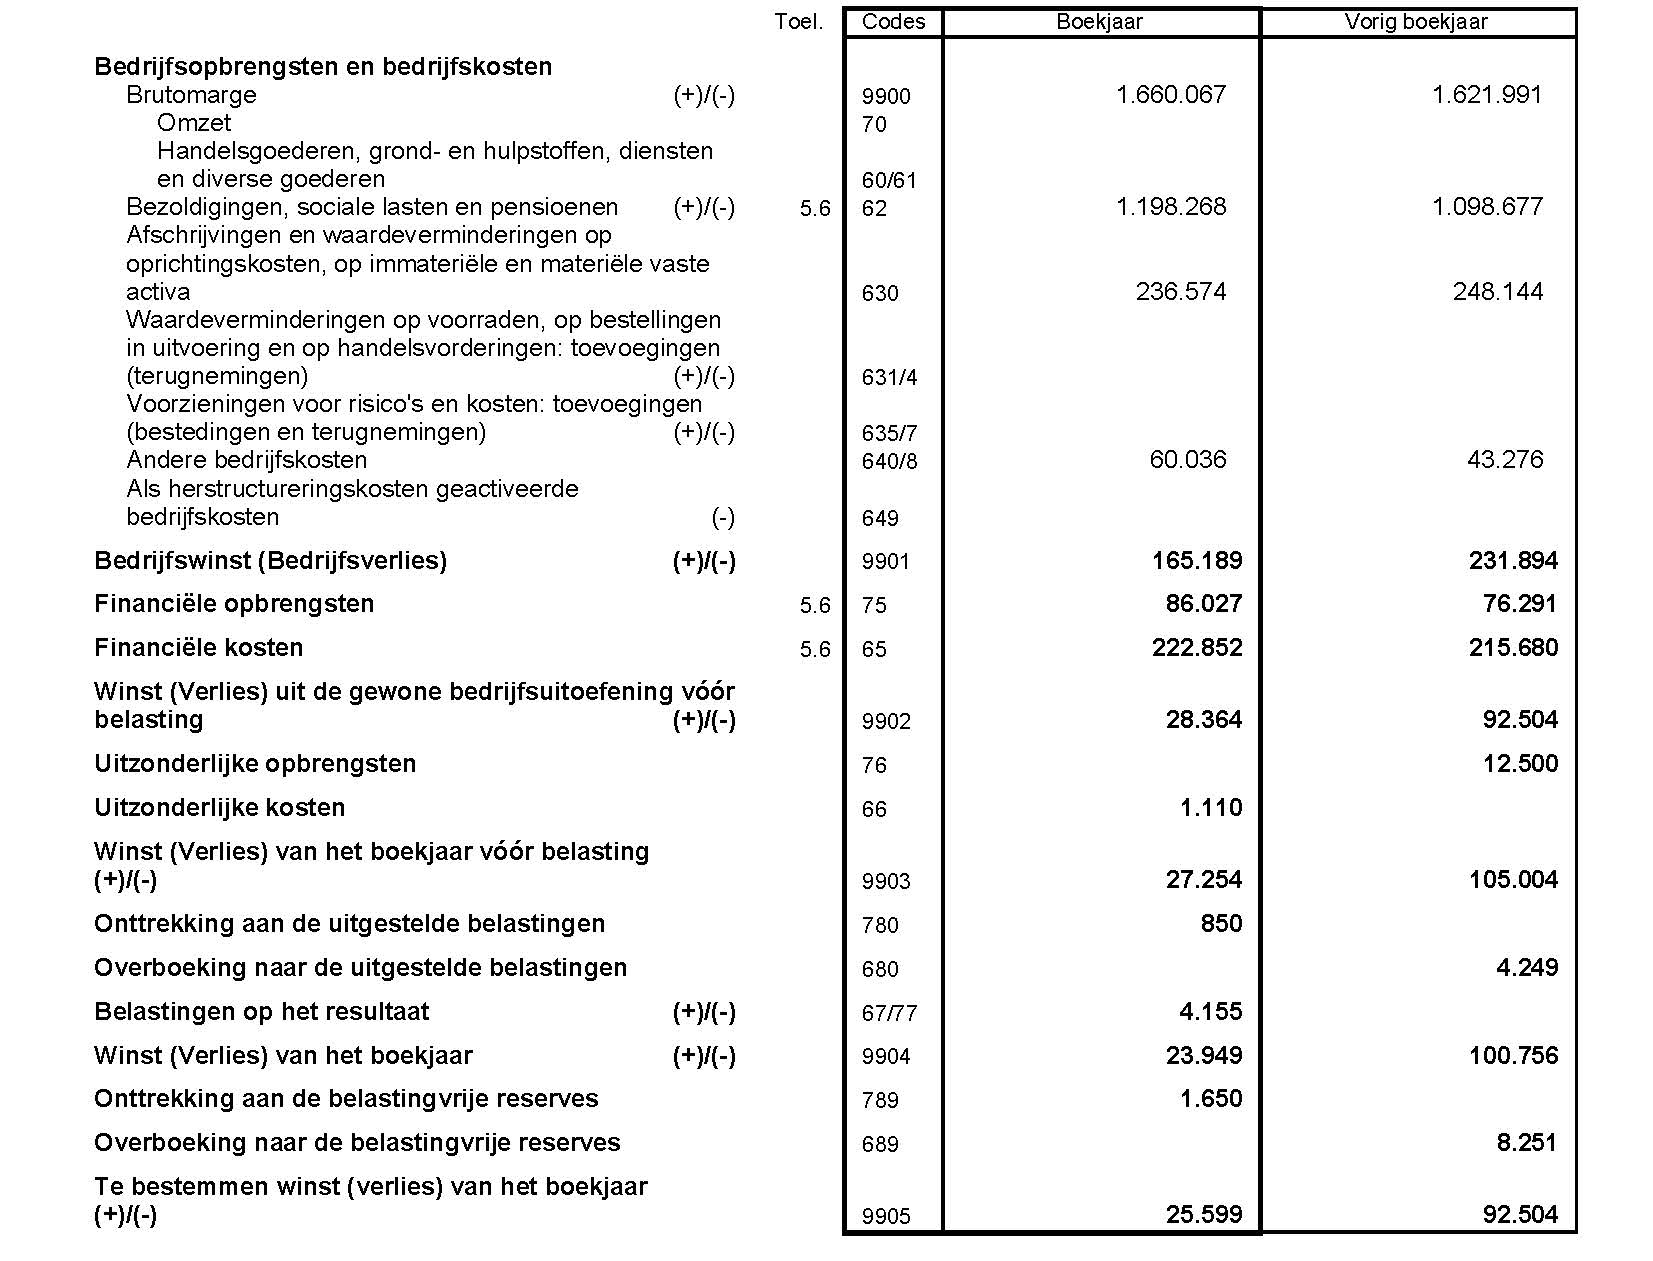 Toel. Codes Boekjaar Vorig boekjaar
Bedrijfsopbrengsten en bedrijfskosten
Brutomarge (+)/(-) 9900 1.660.067 1.621.991
Omzet 70
Handelsgoederen, grond- en hulpstoffen, diensten
en diverse goederen 60/61
Bezoldigingen, sociale lasten en pensioenen (+)/(-) 5.6 62 1.198.268 1.098.677
Afschrijvingen en waardeverminderingen op
oprichtingskosten, op immateriële en materiële vaste
activa 630 236.574 248.144
Waardeverminderingen op voorraden, op bestellingen
in uitvoering en op handelsvorderingen: toevoegingen
(terugnemingen) (+)/(-) 631/4
Voorzieningen voor risico's en kosten: toevoegingen
(bestedingen en terugnemingen) (+)/(-) 635/7
Andere bedrijfskosten 640/8 60.036 43.276
Als herstructureringskosten geactiveerde
bedrijfskosten (-) 649
Bedrijfswinst (Bedrijfsverlies) (+)/(-) 9901 165.189 231.894
Financiële opbrengsten 5.6 75 86.027 76.291
Financiële kosten 5.6 65 222.852 215.680
Winst (Verlies) uit de gewone bedrijfsuitoefening vóór
belasting (+)/(-) 9902 28.364 92.504
Uitzonderlijke opbrengsten 76 12.500
Uitzonderlijke kosten 66 1.110
Winst (Verlies) van het boekjaar vóór belasting
(+)/(-) 9903 27.254 105.004
Onttrekking aan de uitgestelde belastingen 780 850
Overboeking naar de uitgestelde belastingen 680 4.249
Belastingen op het resultaat (+)/(-) 67/77 4.155
Winst (Verlies) van het boekjaar (+)/(-) 9904 23.949 100.756
Onttrekking aan de belastingvrije reserves 789 1.650
Overboeking naar de belastingvrije reserves 689 8.251
Te bestemmen winst (verlies) van het boekjaar
(+)/(-) 9905 25.599 92.504